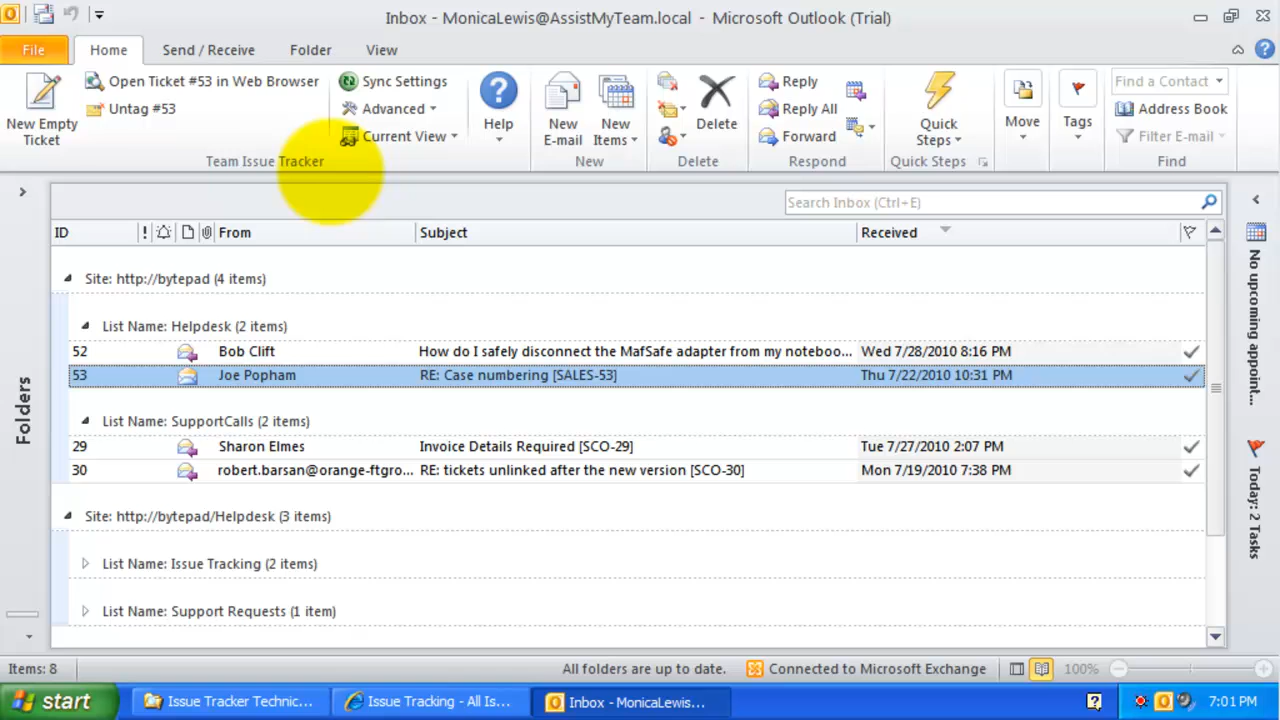 Inbox - MonicaLewis@AssistMyTeam.local - Microsoft Outlook (Trial)
File Home Send / Receive Folder View
New Empty Ticket
Open Ticket #53 in Web Browser
Untag #53
Sync Settings
Advanced
Current View
Team Issue Tracker
Help
New E-mail
New Items
New
Delete
Delete
Reply
Reply All
Forward
Respond
Quick Steps
Quick Steps
Move
Tags
Find a Contact
Address Book
Filter E-mail
Find
Search Inbox (Ctrl+E)
ID ! From Subject Received
Site: http://bytepad (4 items)
List Name: Helpdesk (2 items)
52 Bob Clift How do I safely disconnect the MafSafe adapter from my noteboo... Wed 7/28/2010 8:16 PM
53 Joe Popham RE: Case numbering [SALES-53] Thu 7/22/2010 10:31 PM
List Name: SupportCalls (2 items)
29 Sharon Elmes Invoice Details Required [SCO-29] Tue 7/27/2010 2:07 PM
30 robert.barsan@orange-ftgro... RE: tickets unlinked after the new version [SCO-30] Mon 7/19/2010 7:38 PM
Site: http://bytepad/Helpdesk (3 items)
List Name: Issue Tracking (2 items)
List Name: Support Requests (1 item)
Folders
No upcoming appoint...
Today: 2 Tasks
Items: 8 All folders are up to date. Connected to Microsoft Exchange 100%
start Issue Tracker Technic... Issue Tracking - All Is... Inbox - MonicaLewis... 7:01 PM